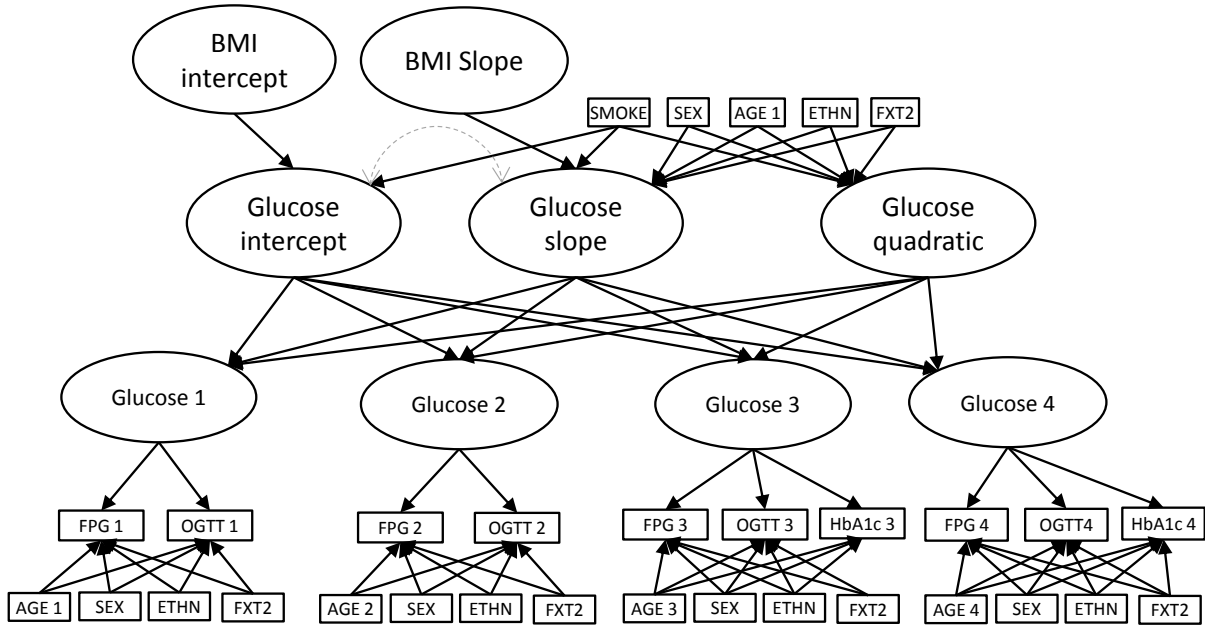 BMI
intercept
BMI Slope
SMOKE
SEX
AGE 1
ETHN
FXT2
Glucose
intercept
Glucose
slope
Glucose
quadratic
Glucose 1
Glucose 2
Glucose 3
Glucose 4
FPG 1
OGTT 1
FPG 2
OGTT 2
FPG 3
OGTT 3
HbA1c 3
FPG 4
OGTT4
HbA1c 4
AGE 1
SEX
ETHN
FXT2
AGE 2
SEX
ETHN
FXT2
AGE 3
SEX
ETHN
FXT2
AGE 4
SEX
ETHN
FXT2